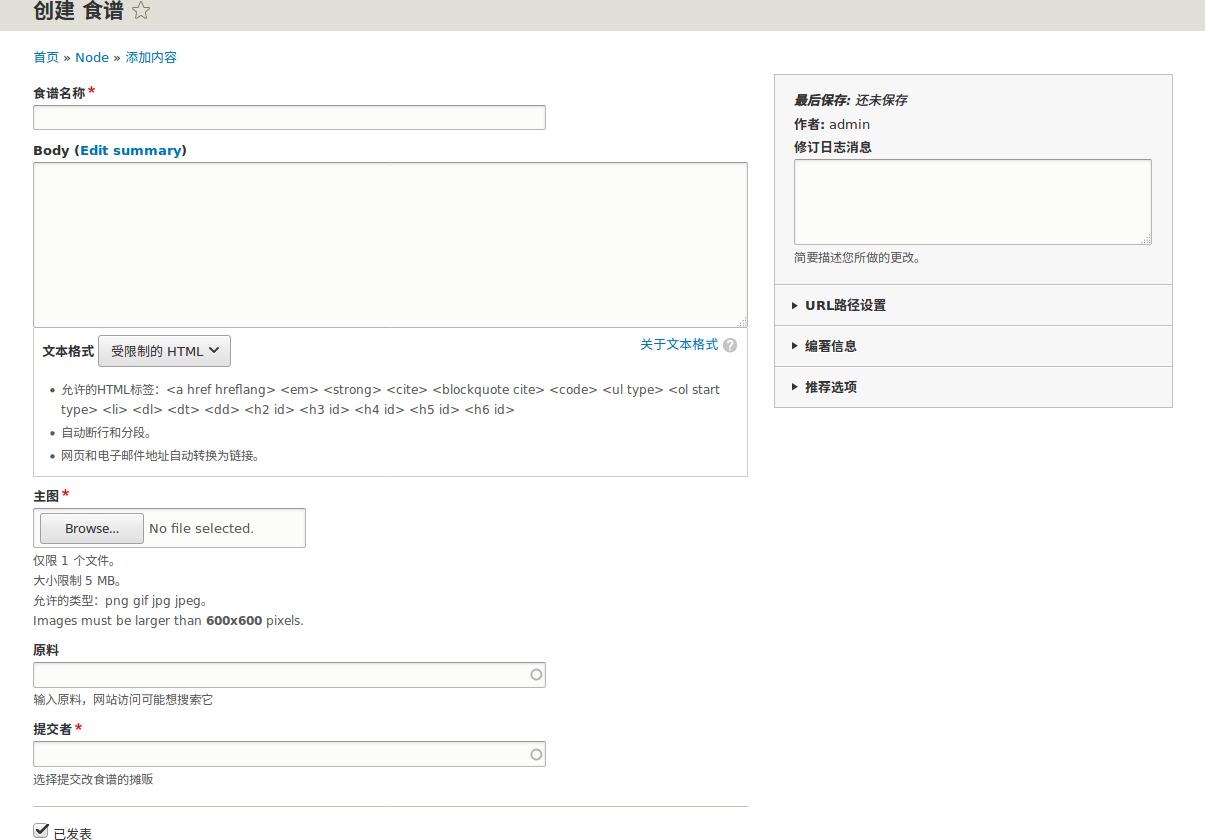 创建 食谱
首页 » Node » 添加内容
食谱名称*
Body (Edit summary)
文本格式 受限制的 HTML
关于文本格式 ?
允许的HTML标签：<a href hreflang> <em> <strong> <cite> <blockquote cite> <code> <ul type> <ol start
type> <li> <dl> <dt> <dd> <h2 id> <h3 id> <h4 id> <h5 id> <h6 id>
自动断行和分段。
网页和电子邮件地址自动转换为链接。
主图*
Browse... No file selected.
仅限 1 个文件。
大小限制 5 MB。
允许的类型：png gif jpg jpeg。
Images must be larger than 600x600 pixels.
原料
输入原料，网站访问可能想搜索它
提交者*
选择提交改食谱的摊贩
已发表
最后保存: 还未保存
作者: admin
修订日志消息
简要描述您所做的更改。
URL路径设置
编著信息
推荐选项